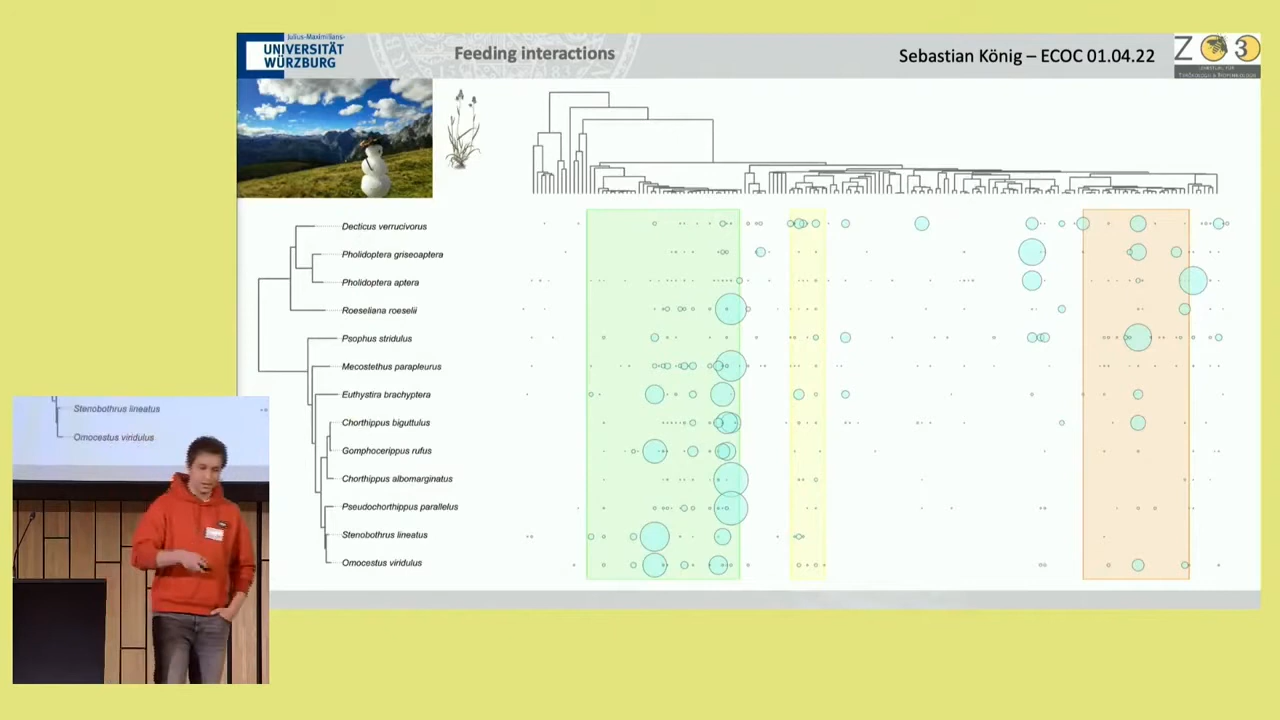 Julius-Maximilians-
UNIVERSITÄT
WÜRZBURG
Feeding interactions
Sebastian König – ECOC 01.04.22
Z 3
Decticus verrucivorus
Pholidoptera griseoaptera
Pholidoptera aptera
Roeseliana roeselii
Psophus stridulus
Mecostethus parapleurus
Euthystira brachyptera
Chorthippus biguttulus
Gomphocerippus rufus
Chorthippus albomarginatus
Pseudochorthippus parallelus
Stenobothrus lineatus
Omocestus viridulus
Stenobothrus lineatus
Omocestus viridulus